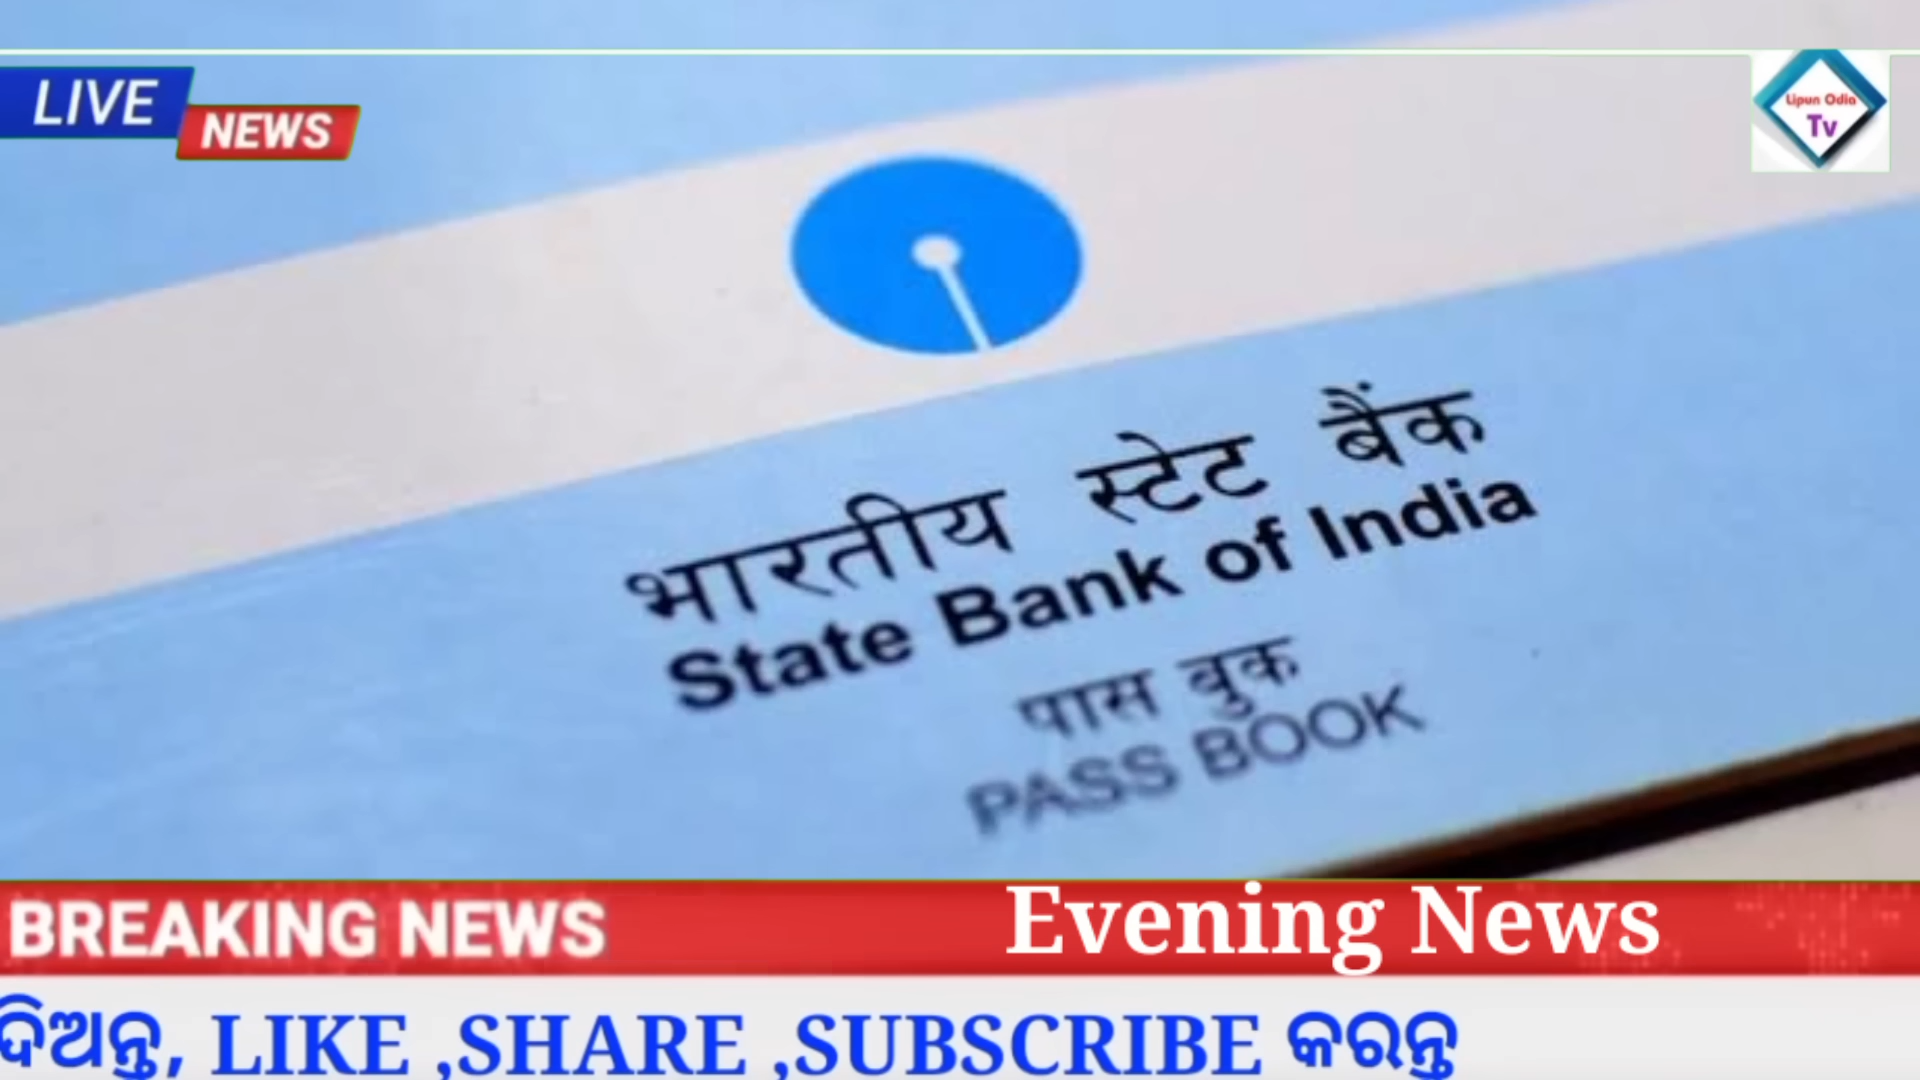 LIVE
NEWS
Lipun Odia
Tv
भारतीय स्टेट बैंक
State Bank of India
पास बुक
PASS BOOK
BREAKING NEWS
Evening News
ଦିଅନ୍ତୁ, LIKE ,SHARE ,SUBSCRIBE କରନ୍ତୁ